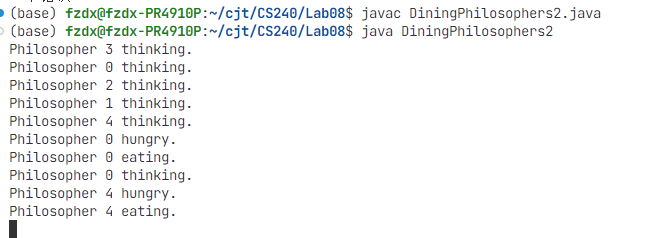 (base) fzdx@fzdx-PR4910P:~/cjt/CS240/Lab08$ javac DiningPhilosophers2.java
(base) fzdx@fzdx-PR4910P:~/cjt/CS240/Lab08$ java DiningPhilosophers2
Philosopher 3 thinking.
Philosopher 0 thinking.
Philosopher 2 thinking.
Philosopher 1 thinking.
Philosopher 4 thinking.
Philosopher 0 hungry.
Philosopher 0 eating.
Philosopher 0 thinking.
Philosopher 4 hungry.
Philosopher 4 eating.